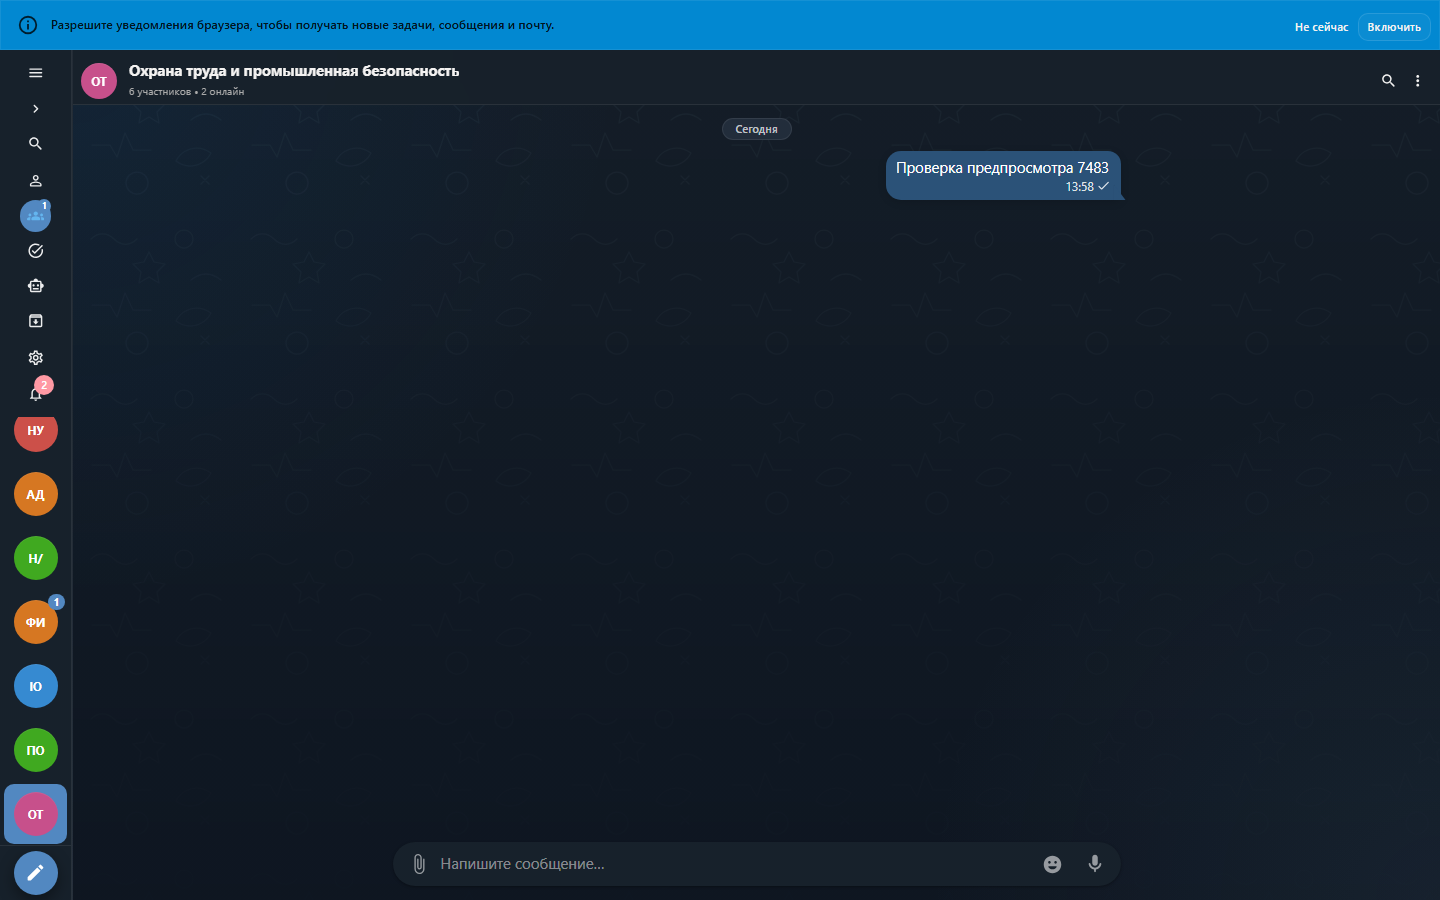 Разрешите уведомления браузера, чтобы получать новые задачи, сообщения и почту.
Не сейчас
Включить
ОТ
Охрана труда и промышленная безопасность
6 участников • 2 онлайн
Сегодня
Проверка предпросмотра 7483
13:58
1
2
НУ
АД
Н/
ФИ
1
Ю
ПО
ОТ
Напишите сообщение...